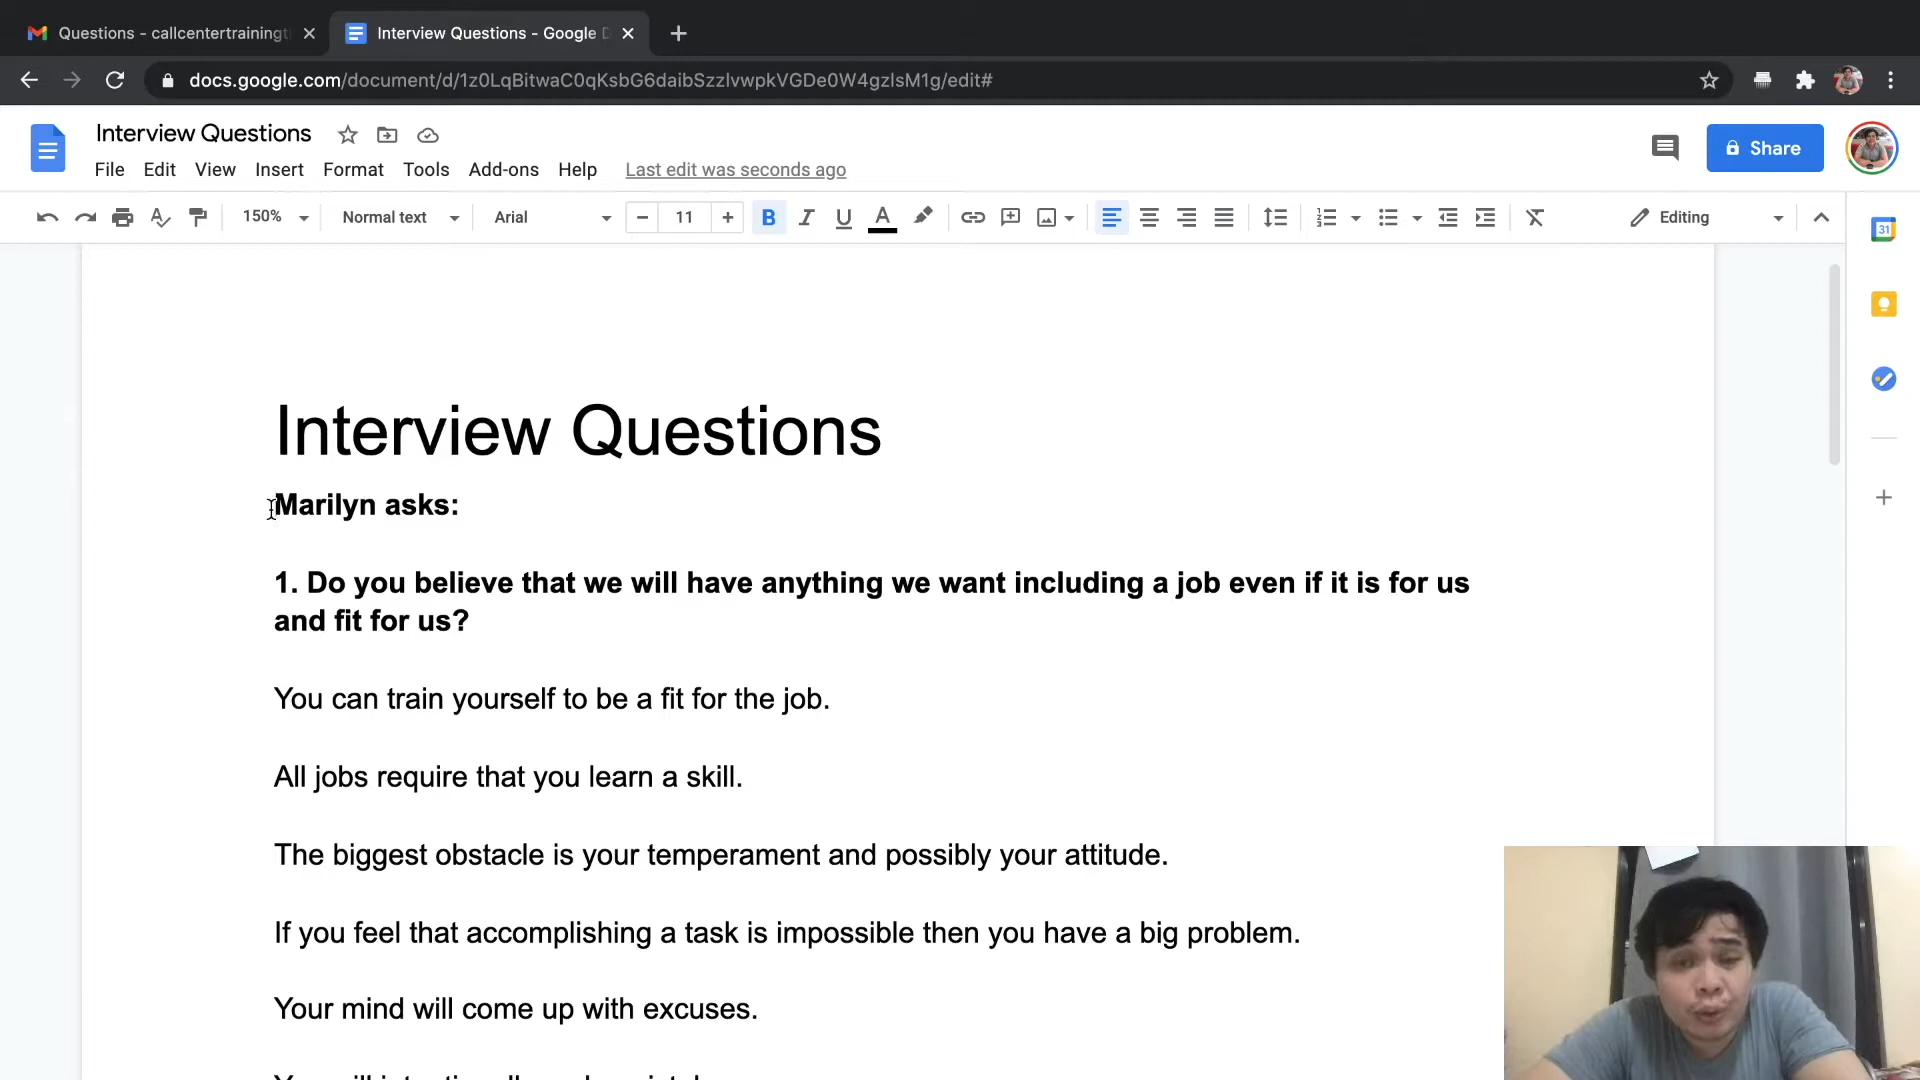 Questions - callcentertrainingt
Interview Questions - Google D
docs.google.com/document/d/1z0LqBitwaC0qKsbG6daibSzzlvwpkVGDe0W4gzlsM1g/edit#
Interview Questions
File Edit View Insert Format Tools Add-ons Help Last edit was seconds ago
Share
150% Normal text Arial 11 B I U A Editing
31
Interview Questions
Marilyn asks:
1. Do you believe that we will have anything we want including a job even if it is for us
and fit for us?
You can train yourself to be a fit for the job.
All jobs require that you learn a skill.
The biggest obstacle is your temperament and possibly your attitude.
If you feel that accomplishing a task is impossible then you have a big problem.
Your mind will come up with excuses.